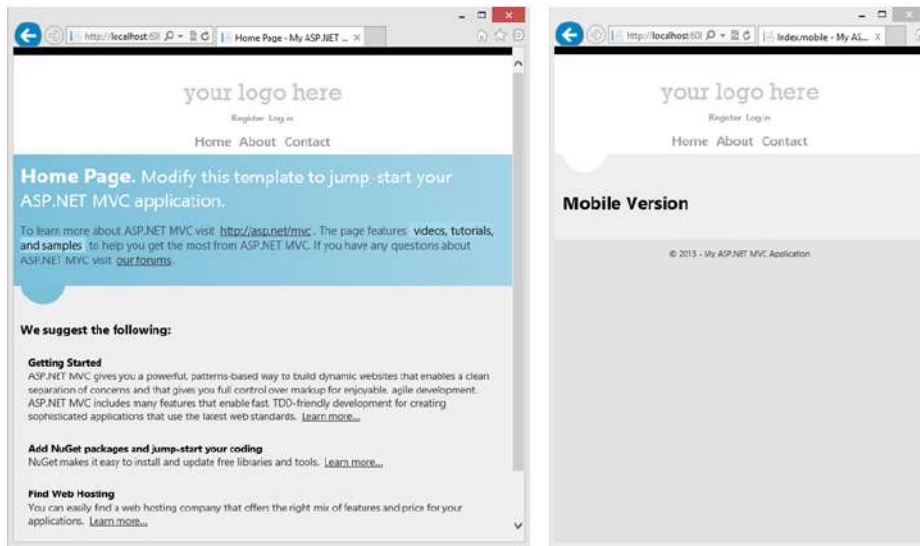 http://localhost:60
Home Page - My ASP.NET ...
your logo here
Register Log in
Home About Contact
Home Page. Modify this template to jump-start your
ASP.NET MVC application.
To learn more about ASP.NET MVC visit http://asp.net/mvc. The page features videos, tutorials,
and samples to help you get the most from ASP.NET MVC. If you have any questions about
ASP.NET MVC visit our forums.
We suggest the following:
Getting Started
ASP.NET MVC gives you a powerful, patterns-based way to build dynamic websites that enables a clean
separation of concerns and that gives you full control over markup for enjoyable, agile development.
ASP.NET MVC includes many features that enable fast, TDD-friendly development for creating
sophisticated applications that use the latest web standards. Learn more...
Add NuGet packages and jump-start your coding
NuGet makes it easy to install and update free libraries and tools. Learn more...
Find Web Hosting
You can easily find a web hosting company that offers the right mix of features and price for your
applications. Learn more...
http://localhost:60
Index.mobile - My AS...
your logo here
Register Log in
Home About Contact
Mobile Version
© 2013 - My ASP.NET MVC Application